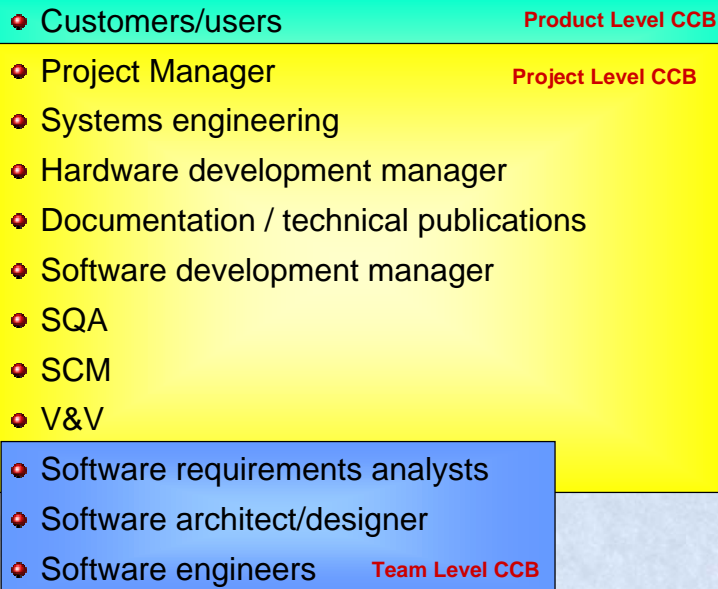 Customers/users Product Level CCB
Project Manager Project Level CCB
Systems engineering
Hardware development manager
Documentation / technical publications
Software development manager
SQA
SCM
V&V
Software requirements analysts
Software architect/designer
Software engineers Team Level CCB